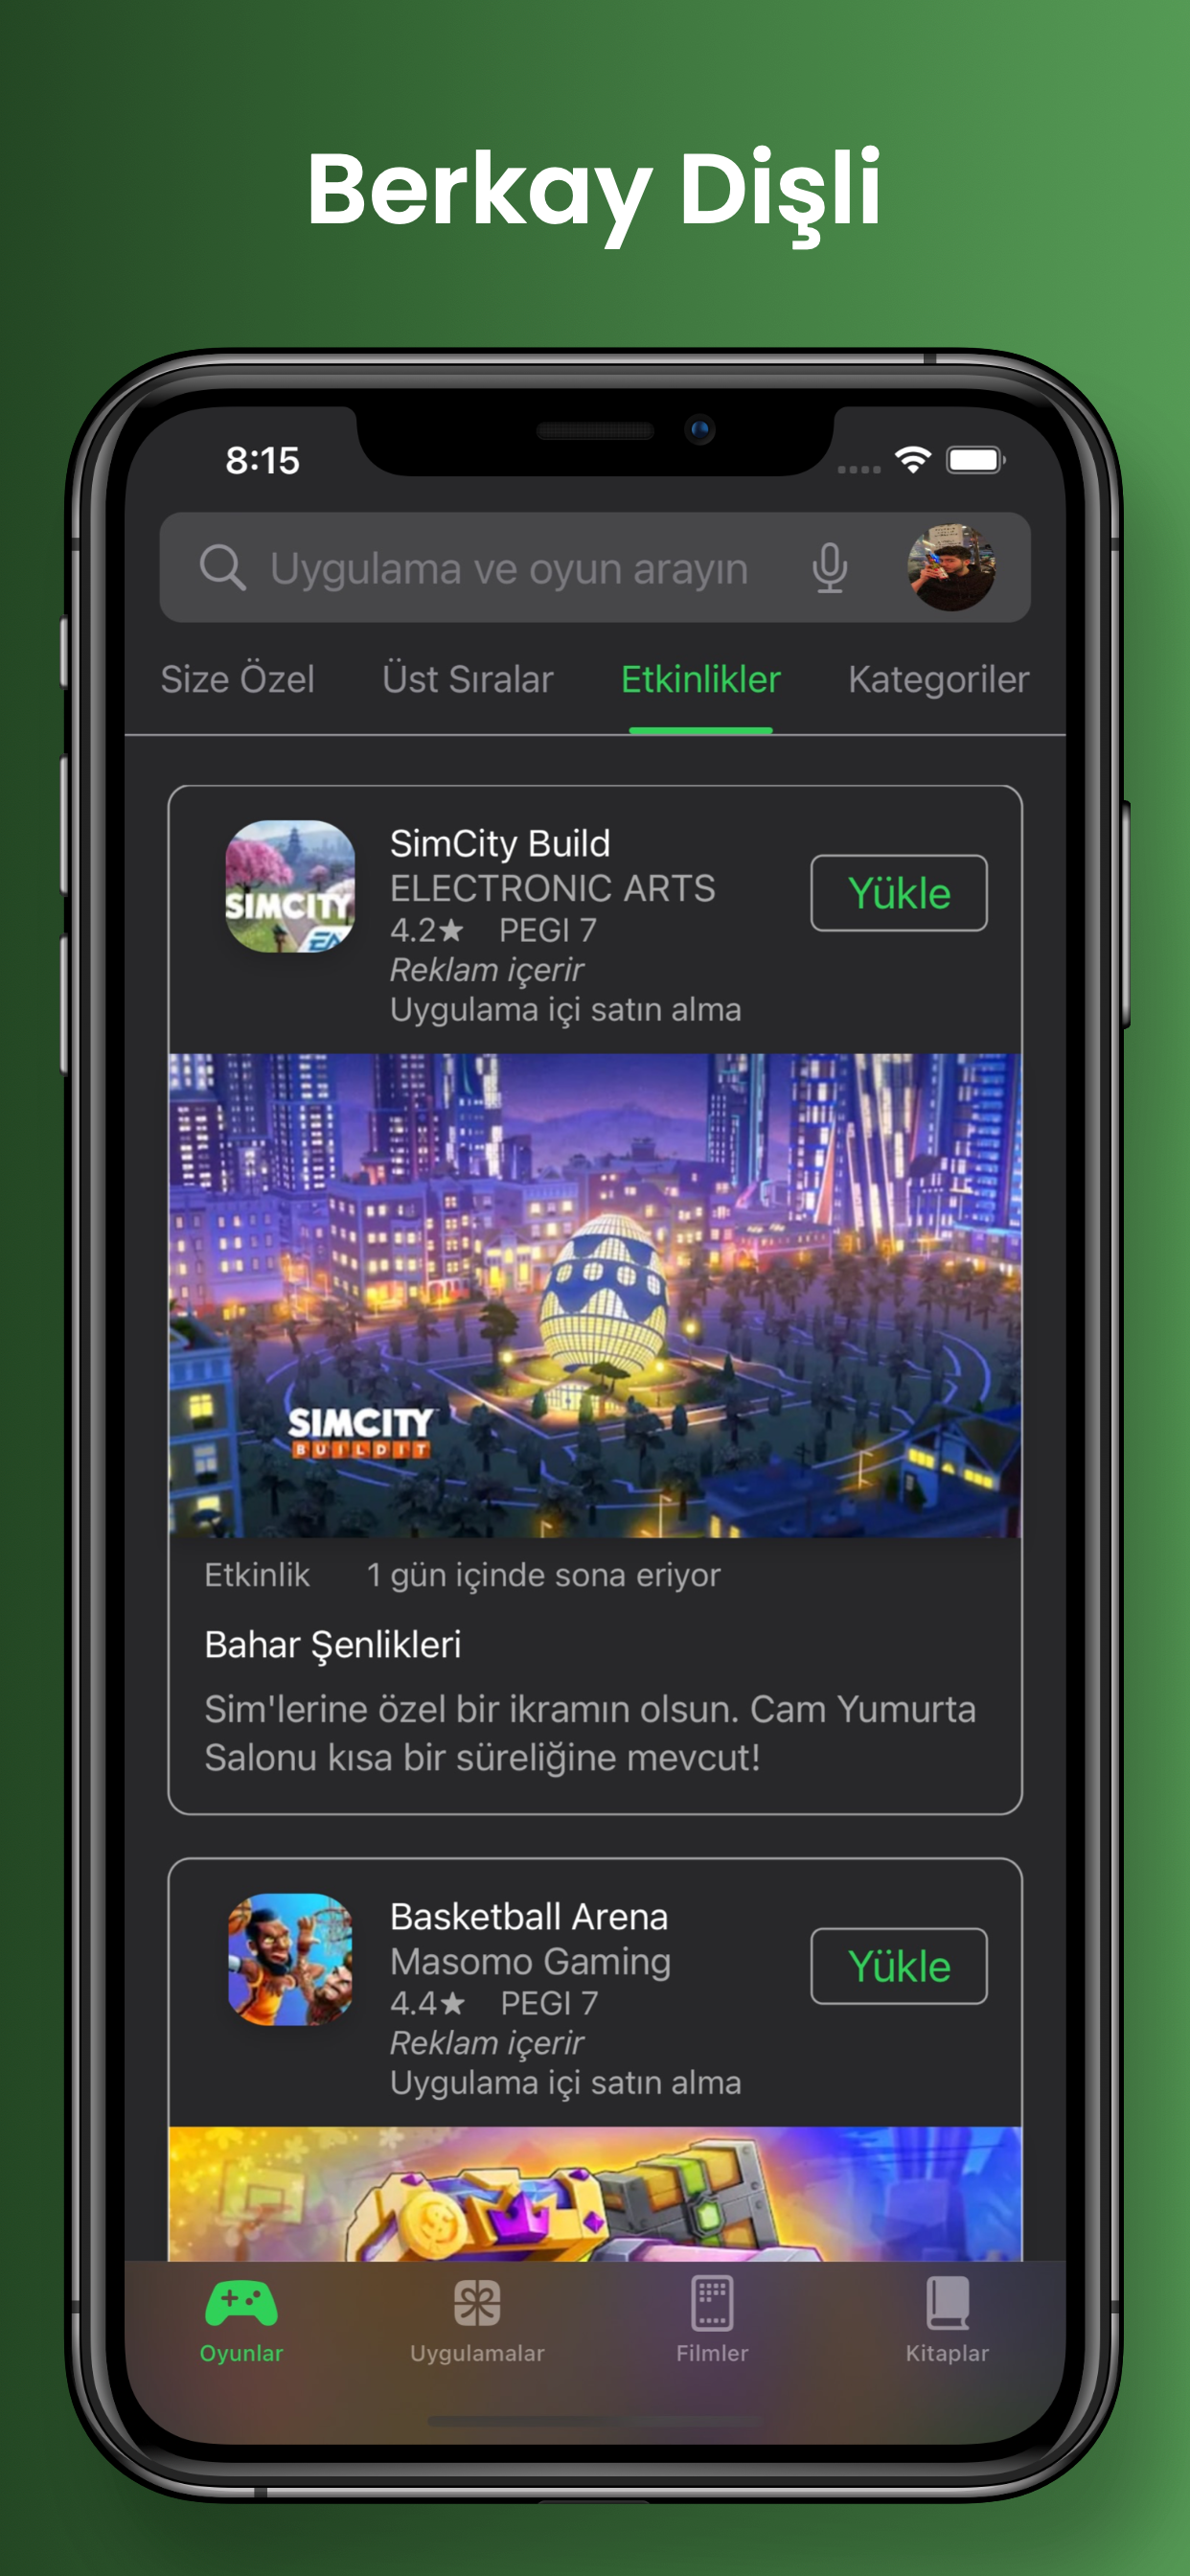 Berkay Dişli
8:15
Uygulama ve oyun arayın
Size Özel Üst Sıralar Etkinlikler Kategoriler
SIMCITY
EA
SimCity Build
ELECTRONIC ARTS
4.2★ PEGI 7
Reklam içerir
Uygulama içi satın alma
Yükle
SIMCITY
BUILDIT
Etkinlik 1 gün içinde sona eriyor
Bahar Şenlikleri
Sim'lerine özel bir ikramın olsun. Cam Yumurta
Salonu kısa bir süreliğine mevcut!
Basketball Arena
Masomo Gaming
4.4★ PEGI 7
Reklam içerir
Uygulama içi satın alma
Yükle
Oyunlar Uygulamalar Filmler Kitaplar